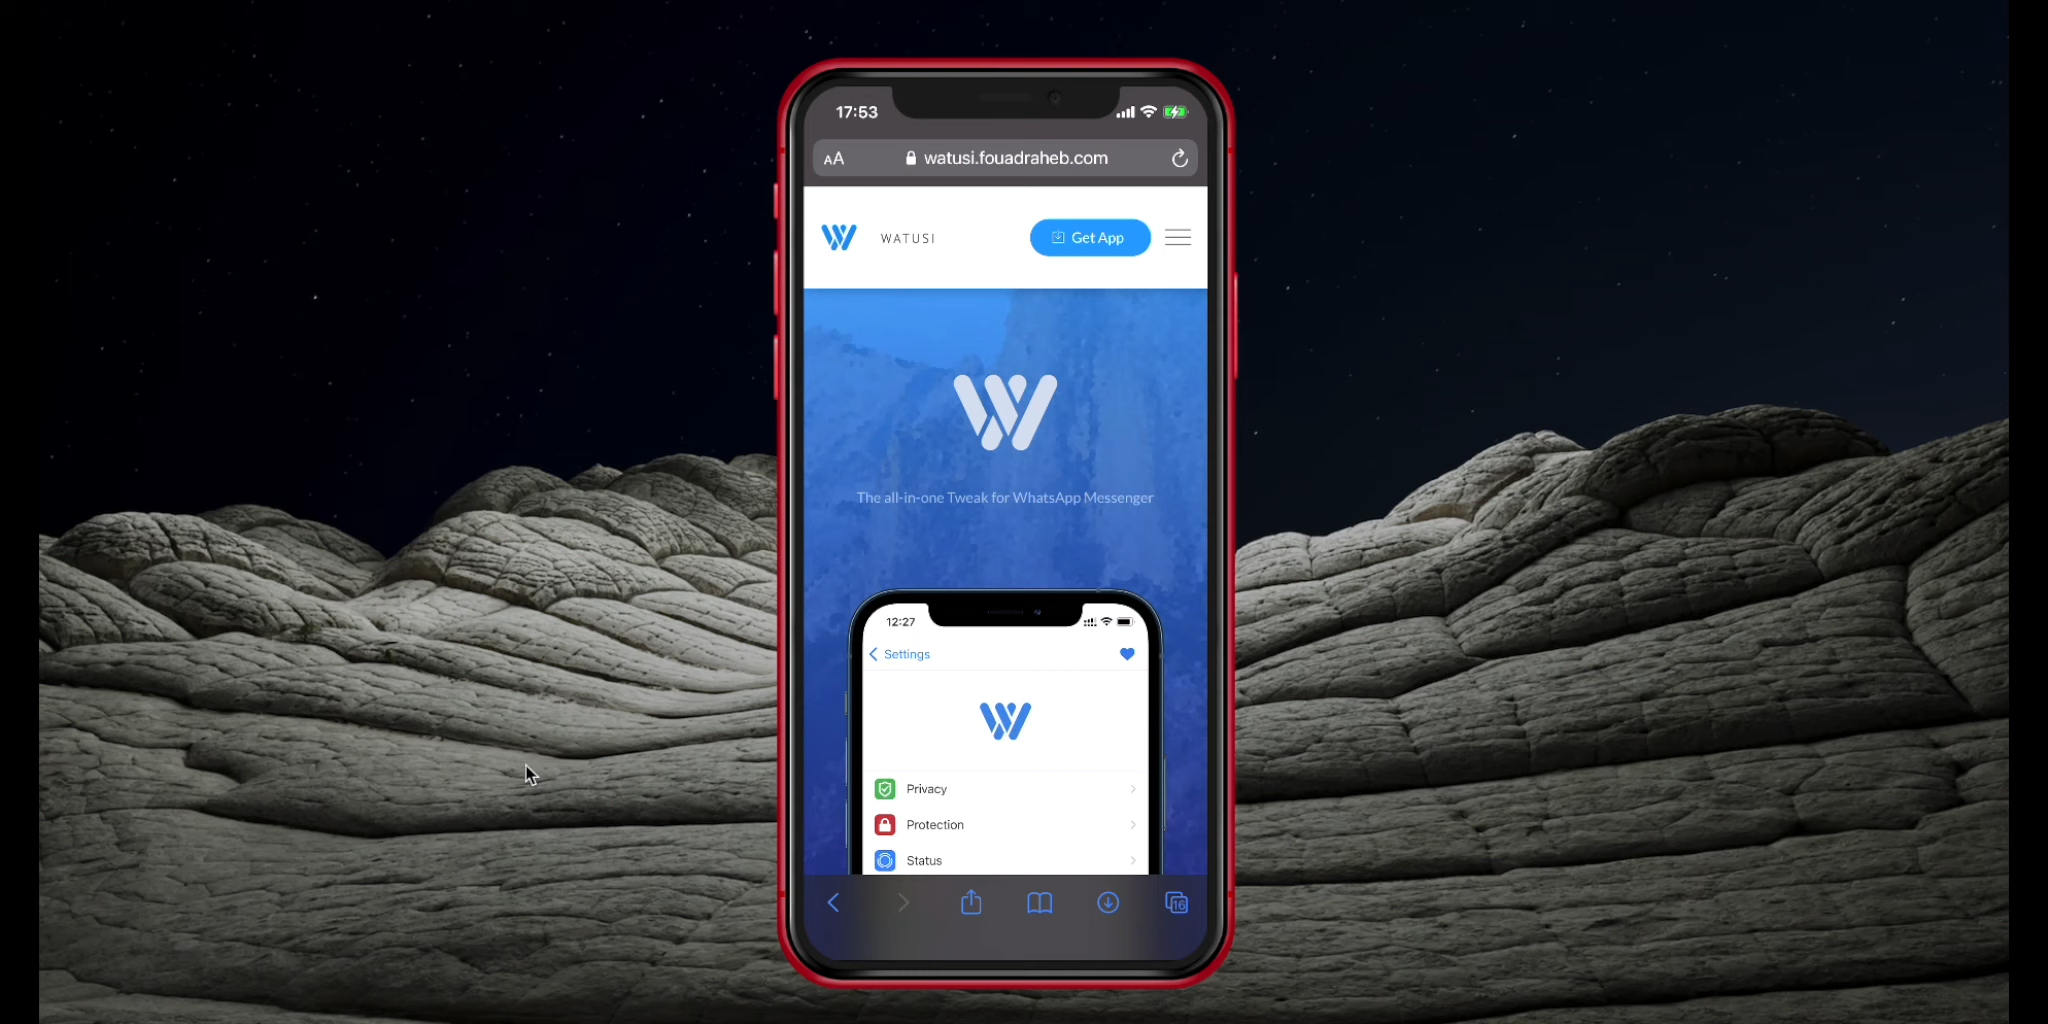 17:53
AA watusi.fouadraheb.com
WATUSI Get App
The all-in-one Tweak for WhatsApp Messenger
12:27
Settings
Privacy
Protection
Status
16